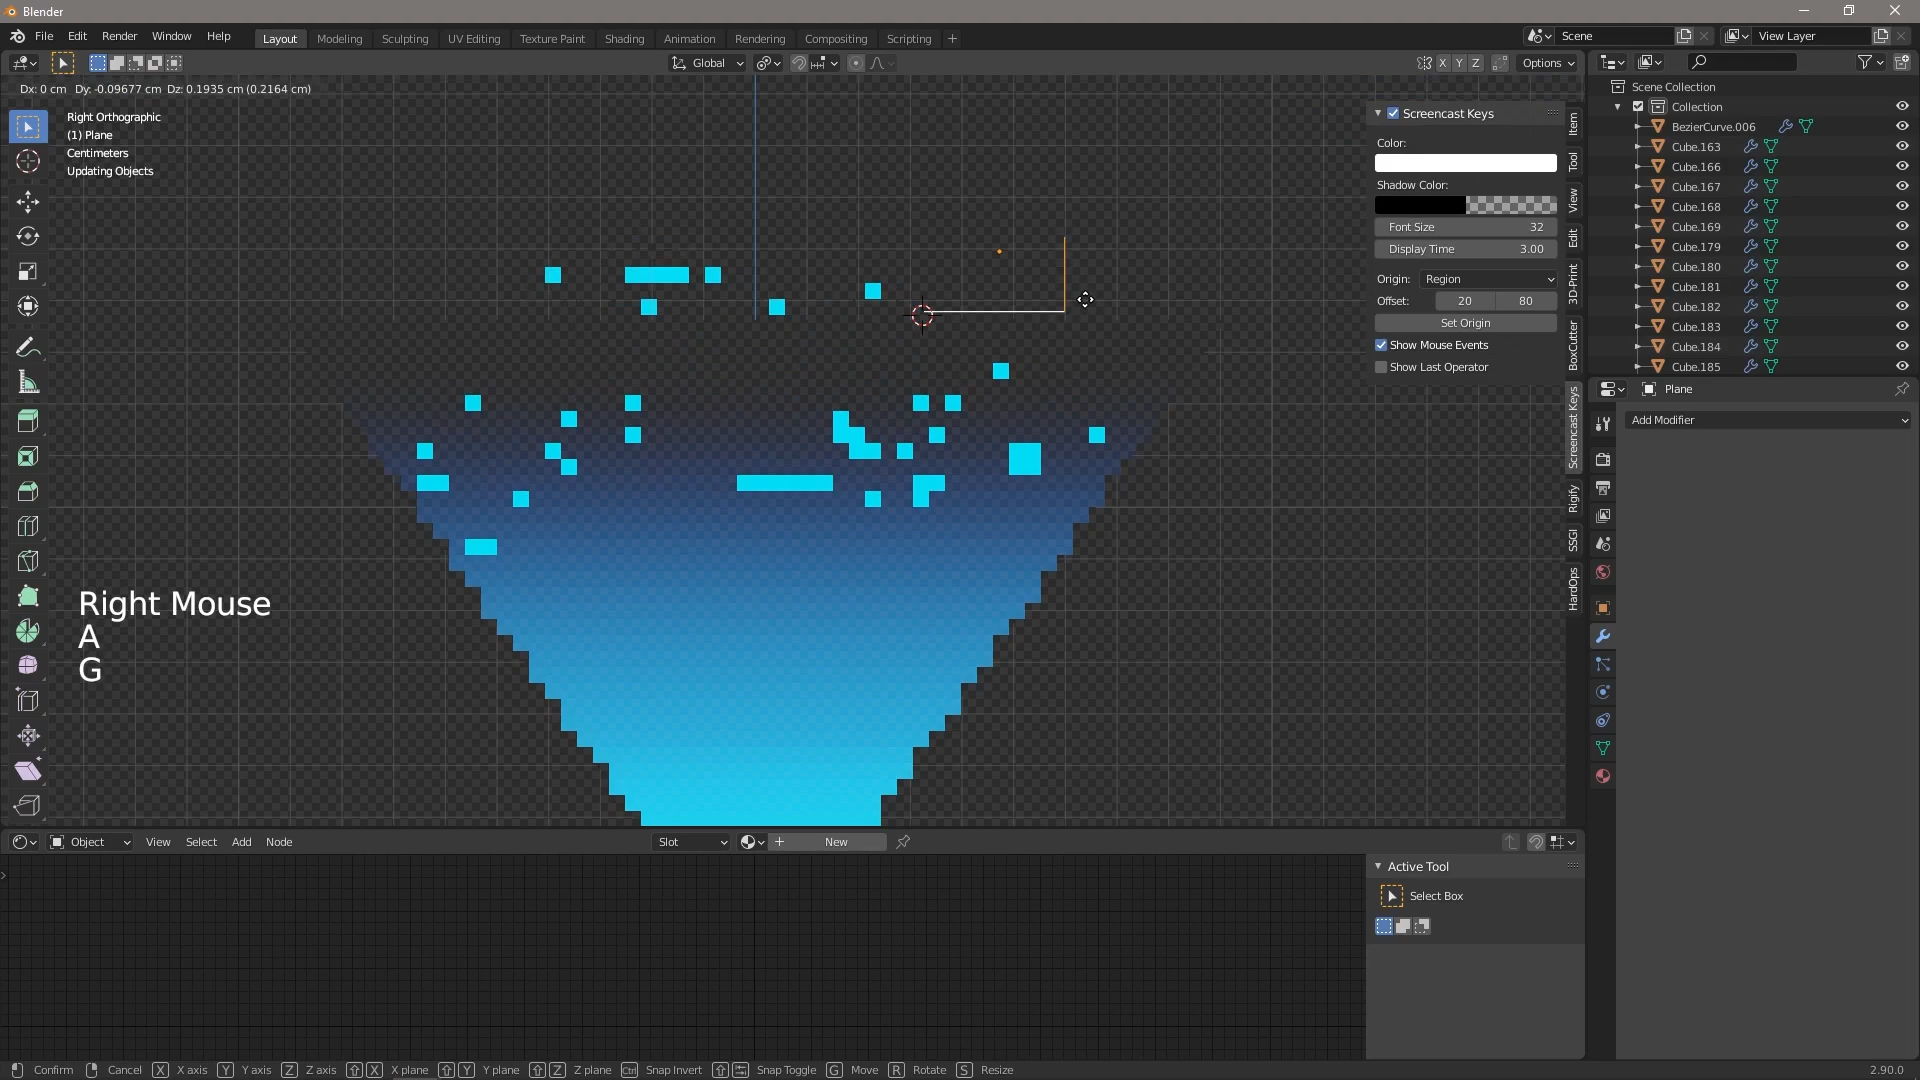 Blender
File Edit Render Window Help
Layout Modeling Sculpting UV Editing Texture Paint Shading Animation Rendering Compositing Scripting +
Scene
View Layer
Global
X Y Z
Options
Dx: 0 cm Dy: -0.09677 cm Dz: 0.1935 cm (0.2164 cm)
Right Orthographic
(1) Plane
Centimeters
Updating Objects
Screencast Keys
Color:
Shadow Color:
Font Size 32
Display Time 3.00
Origin: Region
Offset: 20 80
Set Origin
Show Mouse Events
Show Last Operator
Item
Tool
View
Edit
3D-Print
BoxCutter
Screencast Keys
Rigify
SSGI
HardOps
Scene Collection
Collection
BezierCurve.006
Cube.163
Cube.166
Cube.167
Cube.168
Cube.169
Cube.179
Cube.180
Cube.181
Cube.182
Cube.183
Cube.184
Cube.185
Plane
Add Modifier
Right Mouse
A
G
Object View Select Add Node
Slot
+ New
Active Tool
Select Box
Confirm Cancel X X axis Y Y axis Z Z axis X X plane Y Y plane Z Z plane Ctrl Snap Invert Snap Toggle G Move R Rotate S Resize
2.90.0